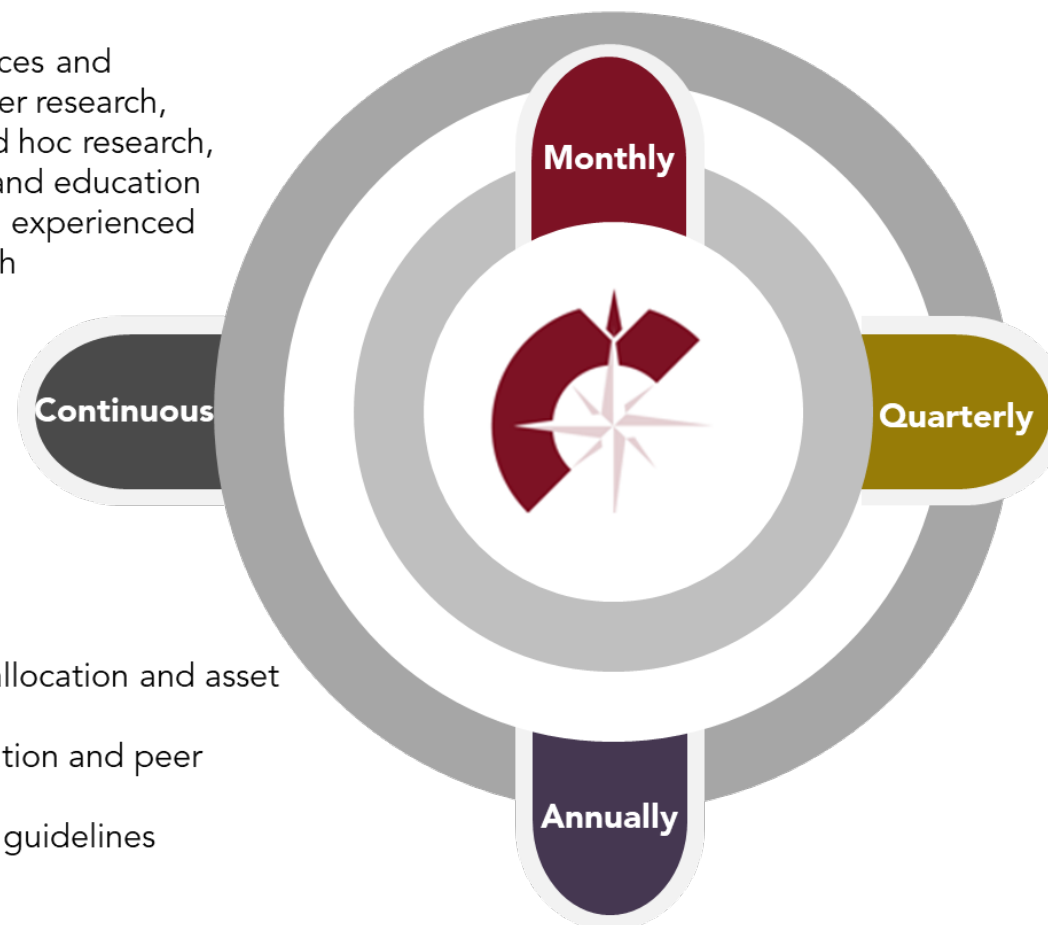 ces and
er research,
d hoc research,
and education
experienced
h
Monthly
Continuous
Quarterly
allocation and asset
tion and peer
guidelines
Annually